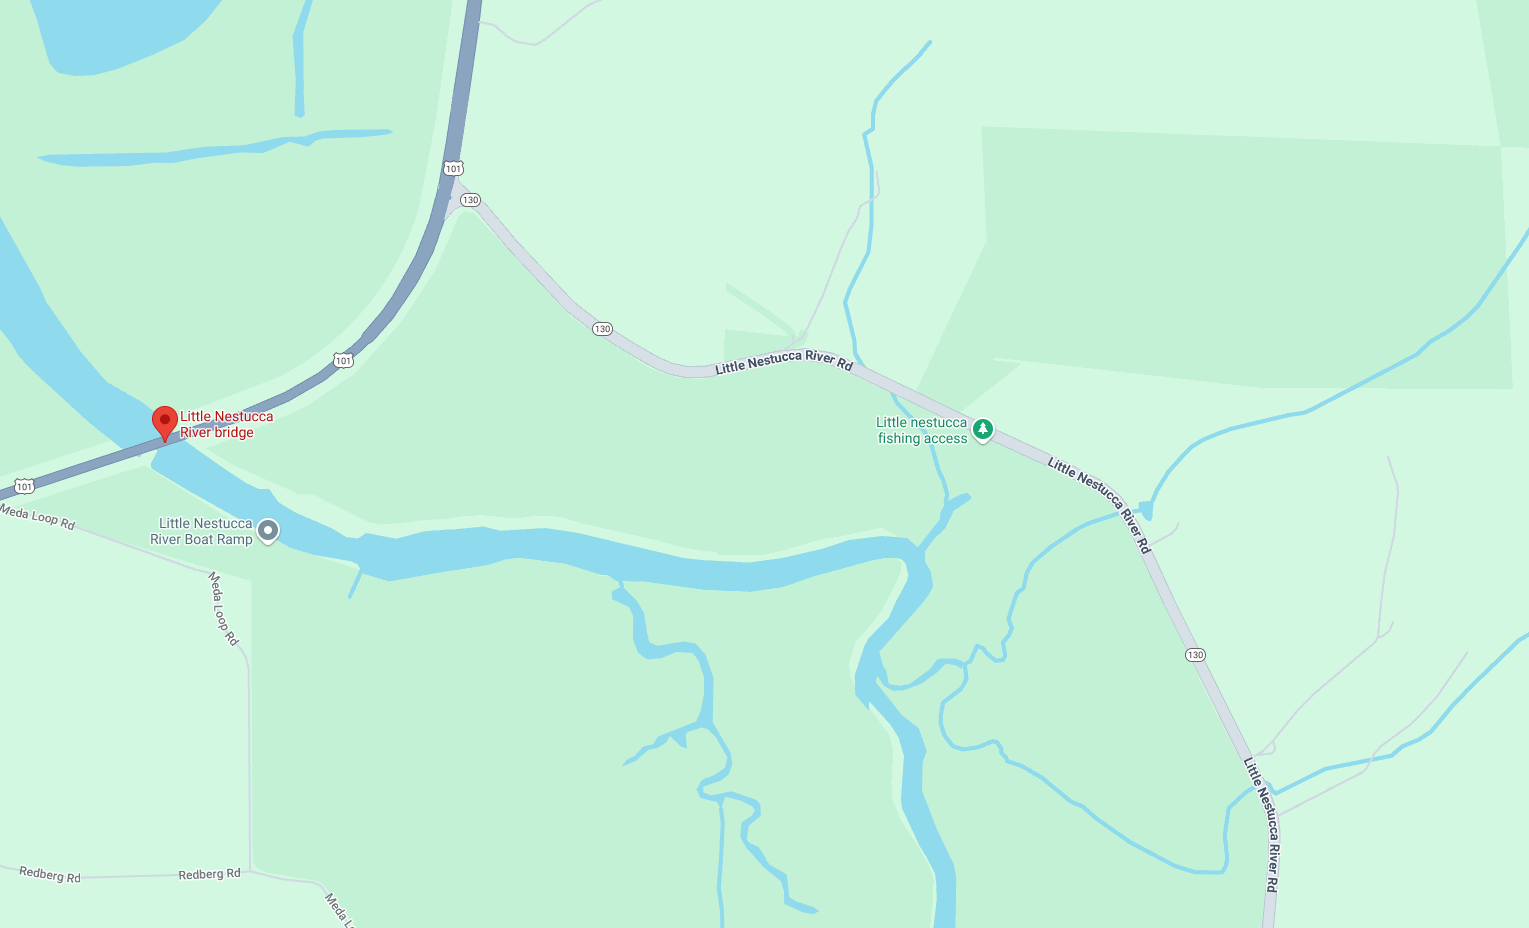 101
130
130
Little Nestucca River Rd
101
Little Nestucca
River bridge
Little nestucca
fishing access
Little Nestucca River Rd
101
Meda Loop Rd
Little Nestucca
River Boat Ramp
Meda Loop Rd
130
Little Nestucca River Rd
Redberg Rd
Redberg Rd